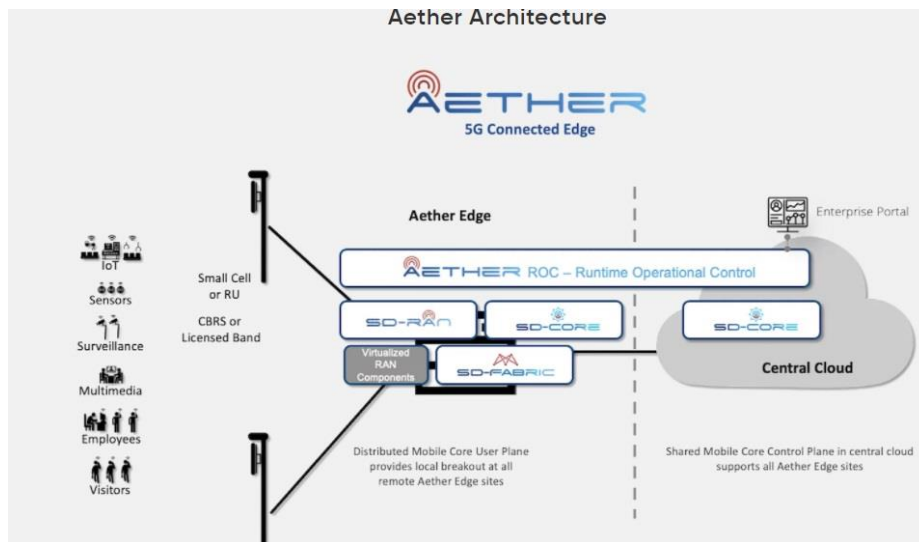 Aether Architecture
AETHER
5G Connected Edge
Aether Edge
Enterprise Portal
AETHER ROC – Runtime Operational Control
IoT
Sensors
Surveillance
Multimedia
Employees
Visitors
Small Cell
or RU
CBRS or
Licensed Band
SD-RAN
SD-CORE
SD-CORE
Virtualized
RAN
Components
SD-FABRIC
Central Cloud
Distributed Mobile Core User Plane
provides local breakout at all
remote Aether Edge sites
Shared Mobile Core Control Plane in central cloud
supports all Aether Edge sites